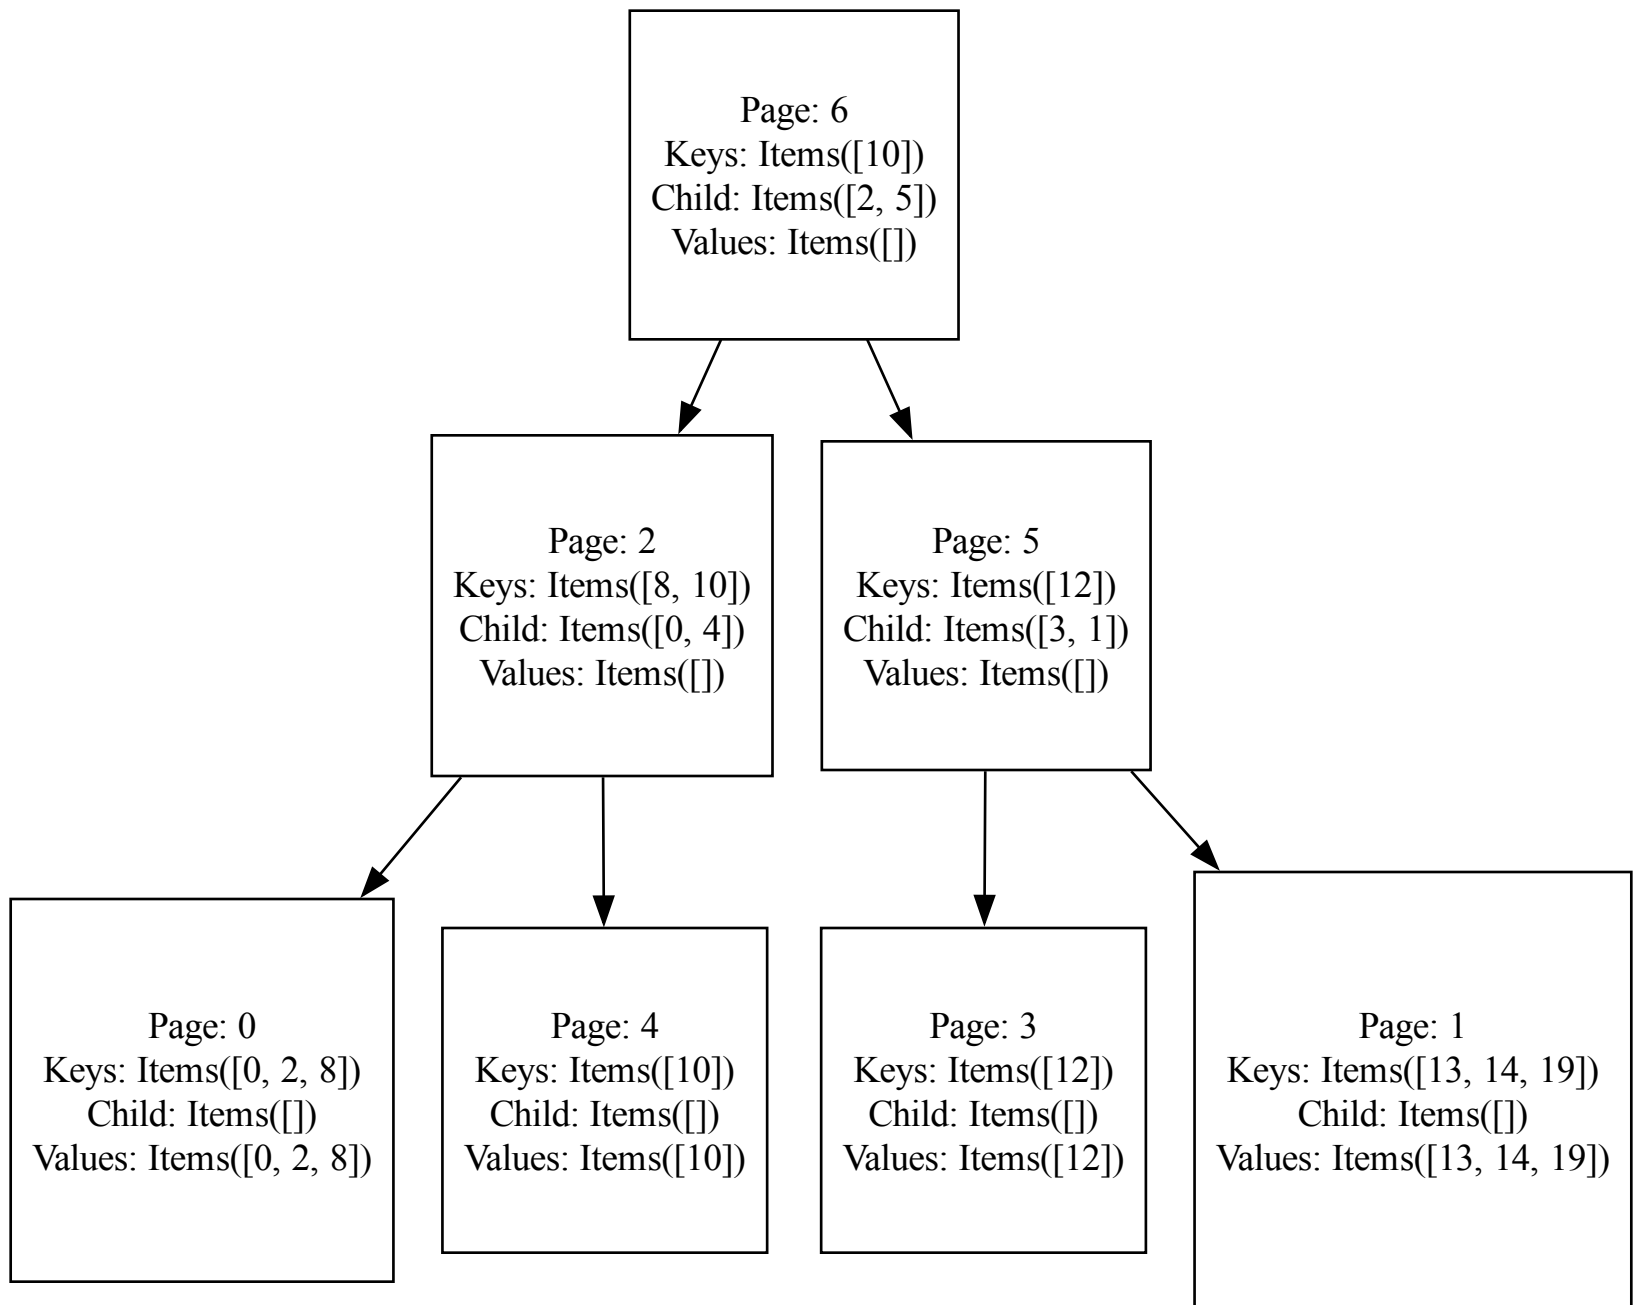 Page: 6
Keys: Items([10])
Child: Items([2, 5])
Values: Items([])
Page: 2
Keys: Items([8, 10])
Child: Items([0, 4])
Values: Items([])
Page: 5
Keys: Items([12])
Child: Items([3, 1])
Values: Items([])
Page: 0
Keys: Items([0, 2, 8])
Child: Items([])
Values: Items([0, 2, 8])
Page: 4
Keys: Items([10])
Child: Items([])
Values: Items([10])
Page: 3
Keys: Items([12])
Child: Items([])
Values: Items([12])
Page: 1
Keys: Items([13, 14, 19])
Child: Items([])
Values: Items([13, 14, 19])